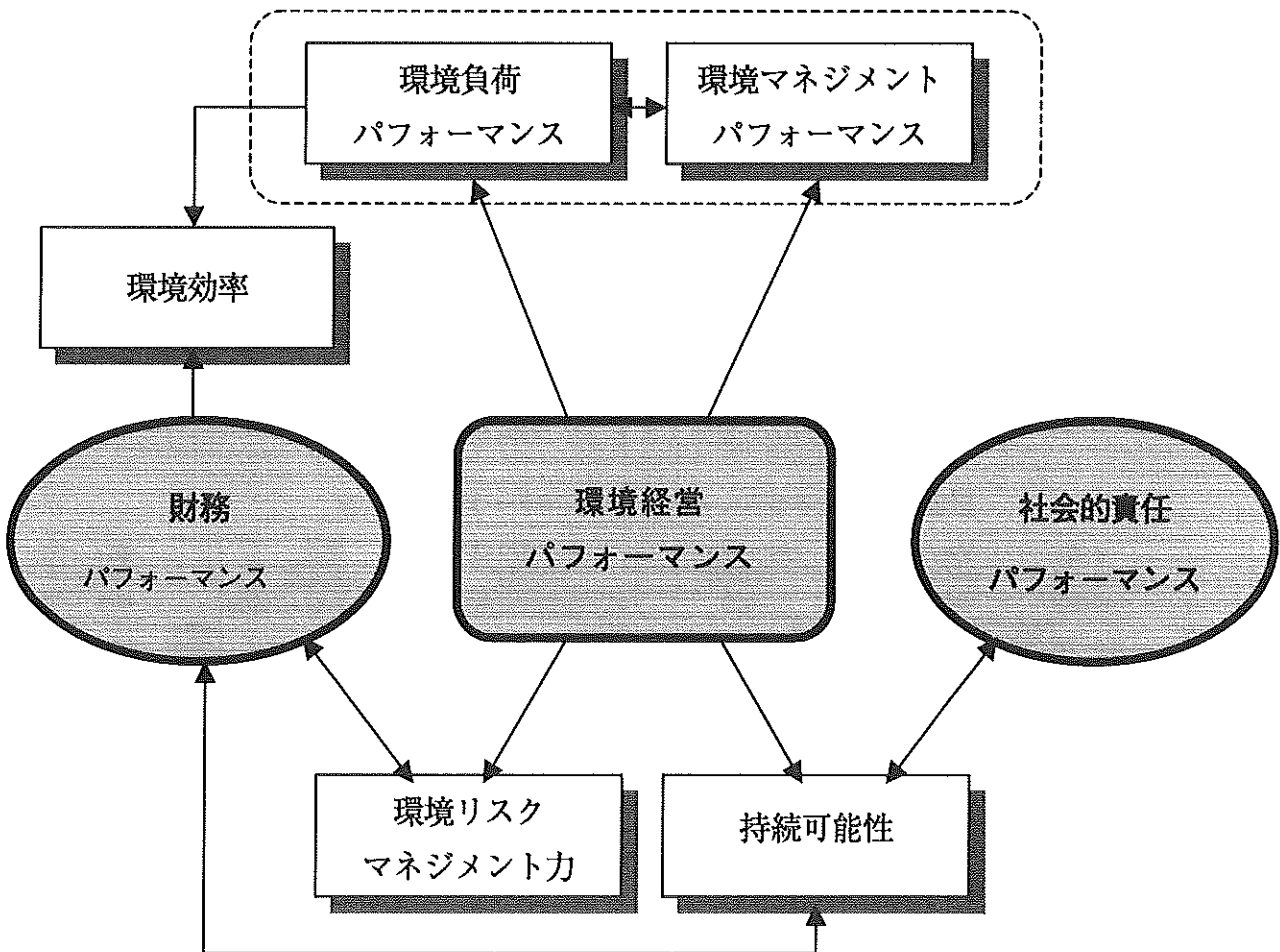 環境負荷
パフォーマンス
環境マネジメント
パフォーマンス
環境効率
財務
パフォーマンス
環境経営
パフォーマンス
社会的責任
パフォーマンス
環境リスク
マネジメント力
持続可能性